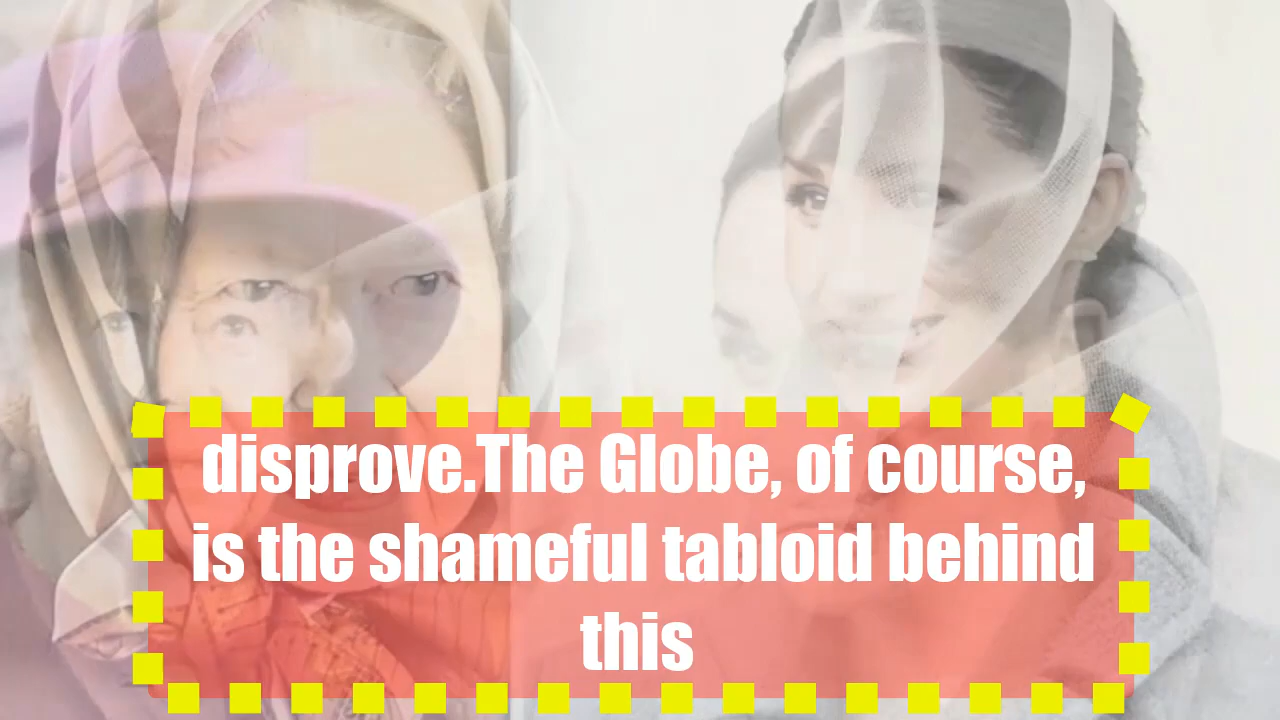 disprove.The Globe, of course,
is the shameful tabloid behind
this